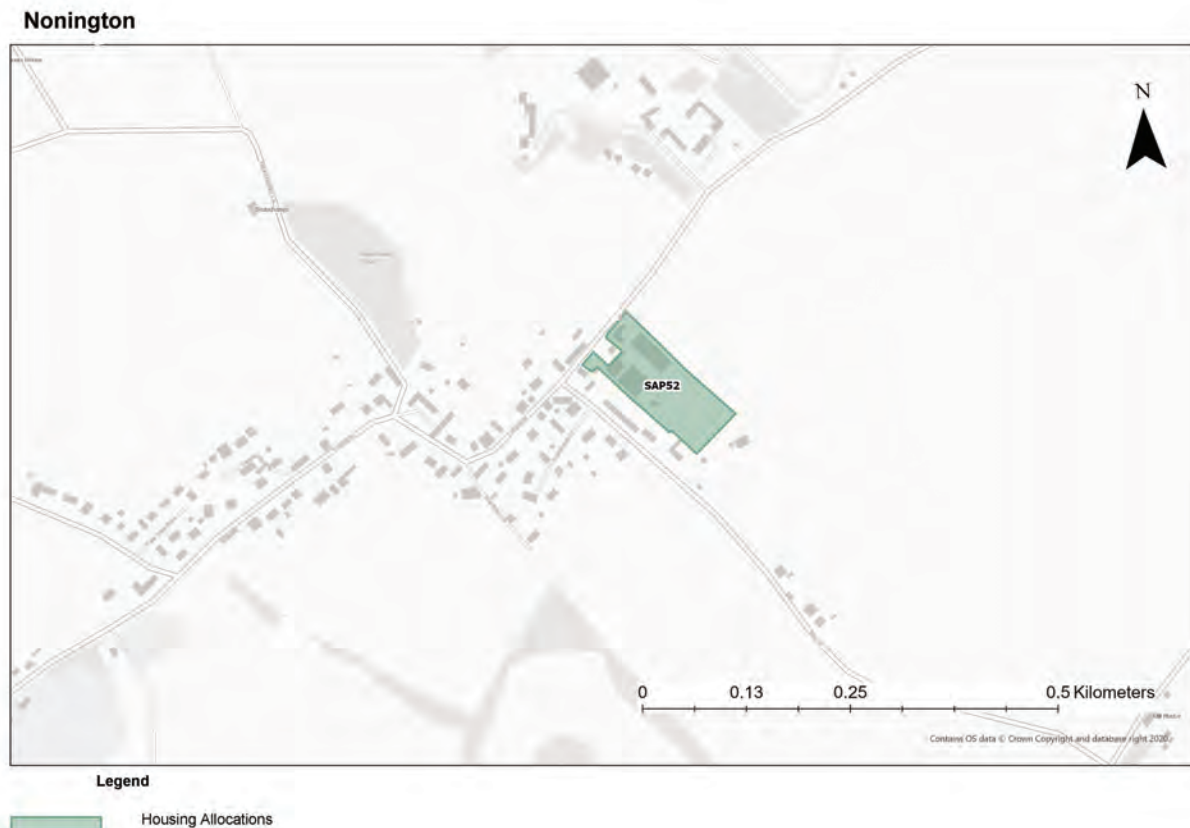 Nonington
N
SAP52
0 0.13 0.25 0.5 Kilometers
Contains OS data © Crown Copyright and database right 2020
Legend
Housing Allocations